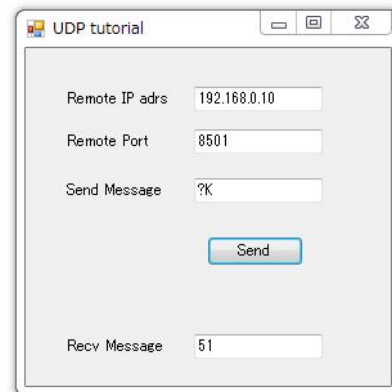 UDP tutorial
Remote IP adrs 192.168.0.10
Remote Port 8501
Send Message ?K
Send
Recv Message 51